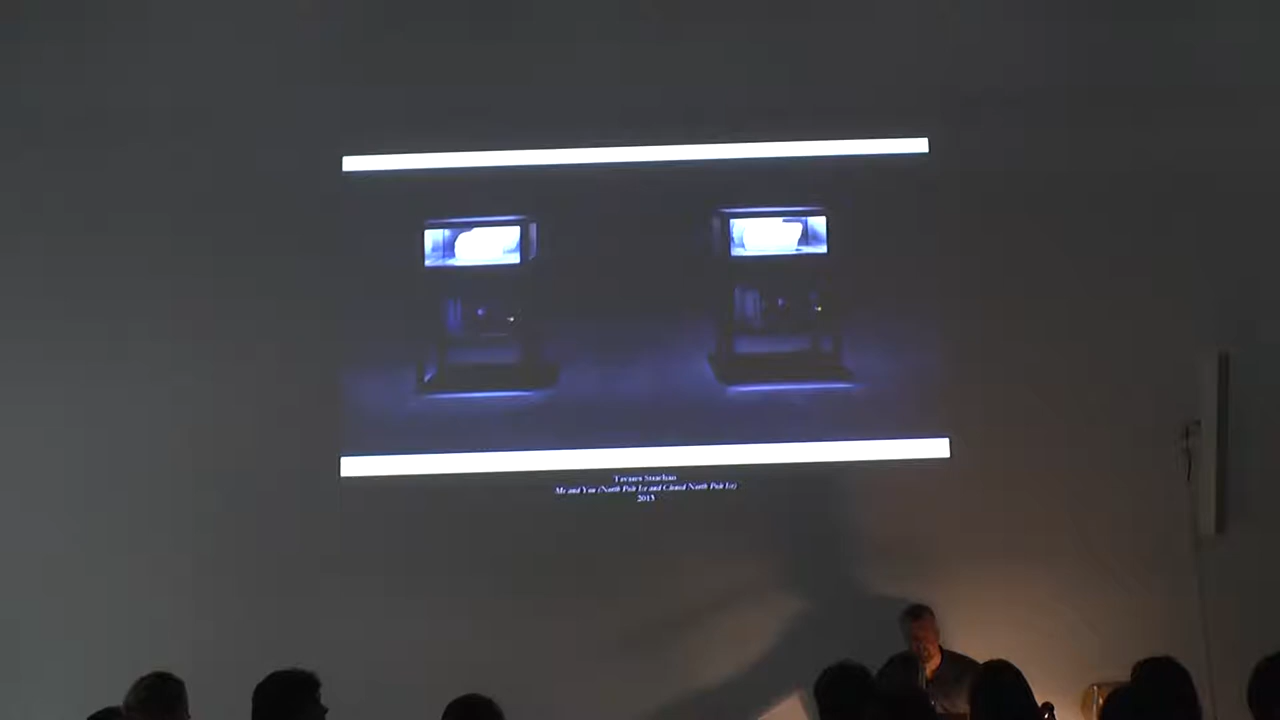 Tavares Strachan
Me and You (North Pole Ice and Cloned North Pole Ice)
2013